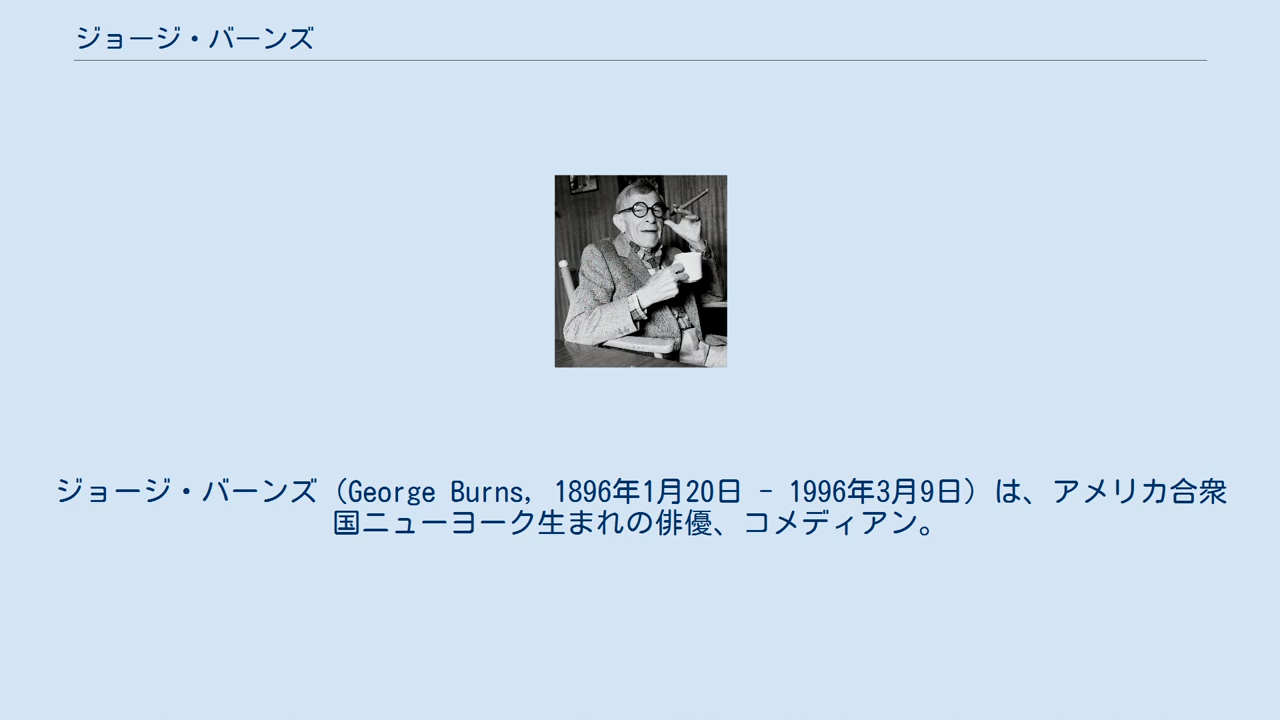 ジョージ・バーンズ
ジョージ・バーンズ（George Burns, 1896年1月20日 - 1996年3月9日）は、アメリカ合衆
国ニューヨーク生まれの俳優、コメディアン。